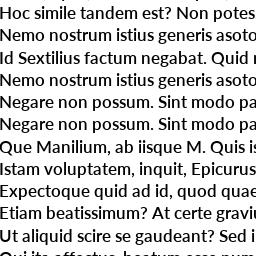 Hoc simile tandem est? Non potes
Nemo nostrum istius generis asoto
Id Sextilius factum negabat. Quid
Nemo nostrum istius generis asoto
Negare non possum. Sint modo pa
Negare non possum. Sint modo pa
Que Manilium, ab iisque M. Quis is
Istam voluptatem, inquit, Epicurus
Expectoque quid ad id, quod quae
Etiam beatissimum? At certe gravi
Ut aliquid scire se gaudeant? Sed i